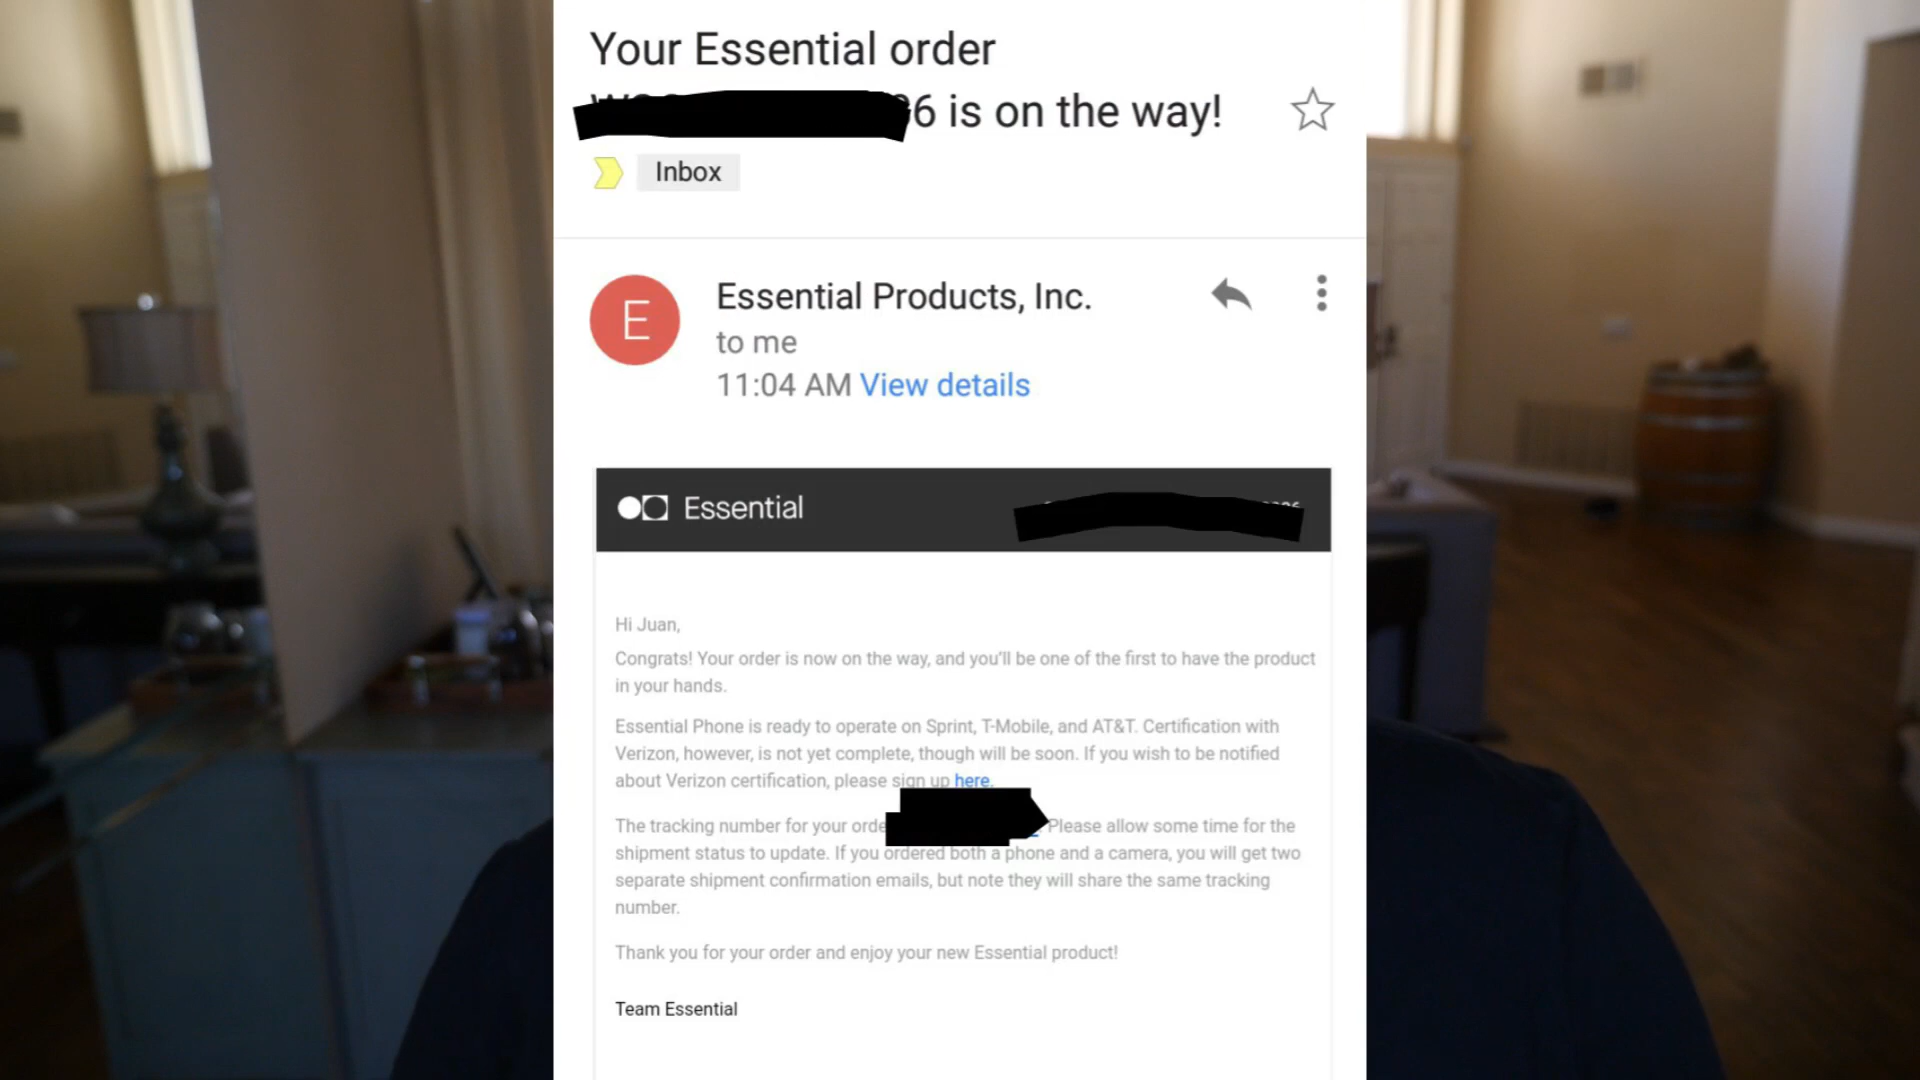 Your Essential order
6 is on the way!
Inbox
E
Essential Products, Inc.
to me
11:04 AM View details
Essential
Hi Juan,
Congrats! Your order is now on the way, and you'll be one of the first to have the product
in your hands.
Essential Phone is ready to operate on Sprint, T-Mobile, and AT&T. Certification with
Verizon, however, is not yet complete, though will be soon. If you wish to be notified
about Verizon certification, please sign up here.
The tracking number for your Please allow some time for the
shipment status to update. If you ordered both a phone and a camera, you will get two
separate shipment confirmation emails, but note they will share the same tracking
number.
Thank you for your order and enjoy your new Essential product!
Team Essential